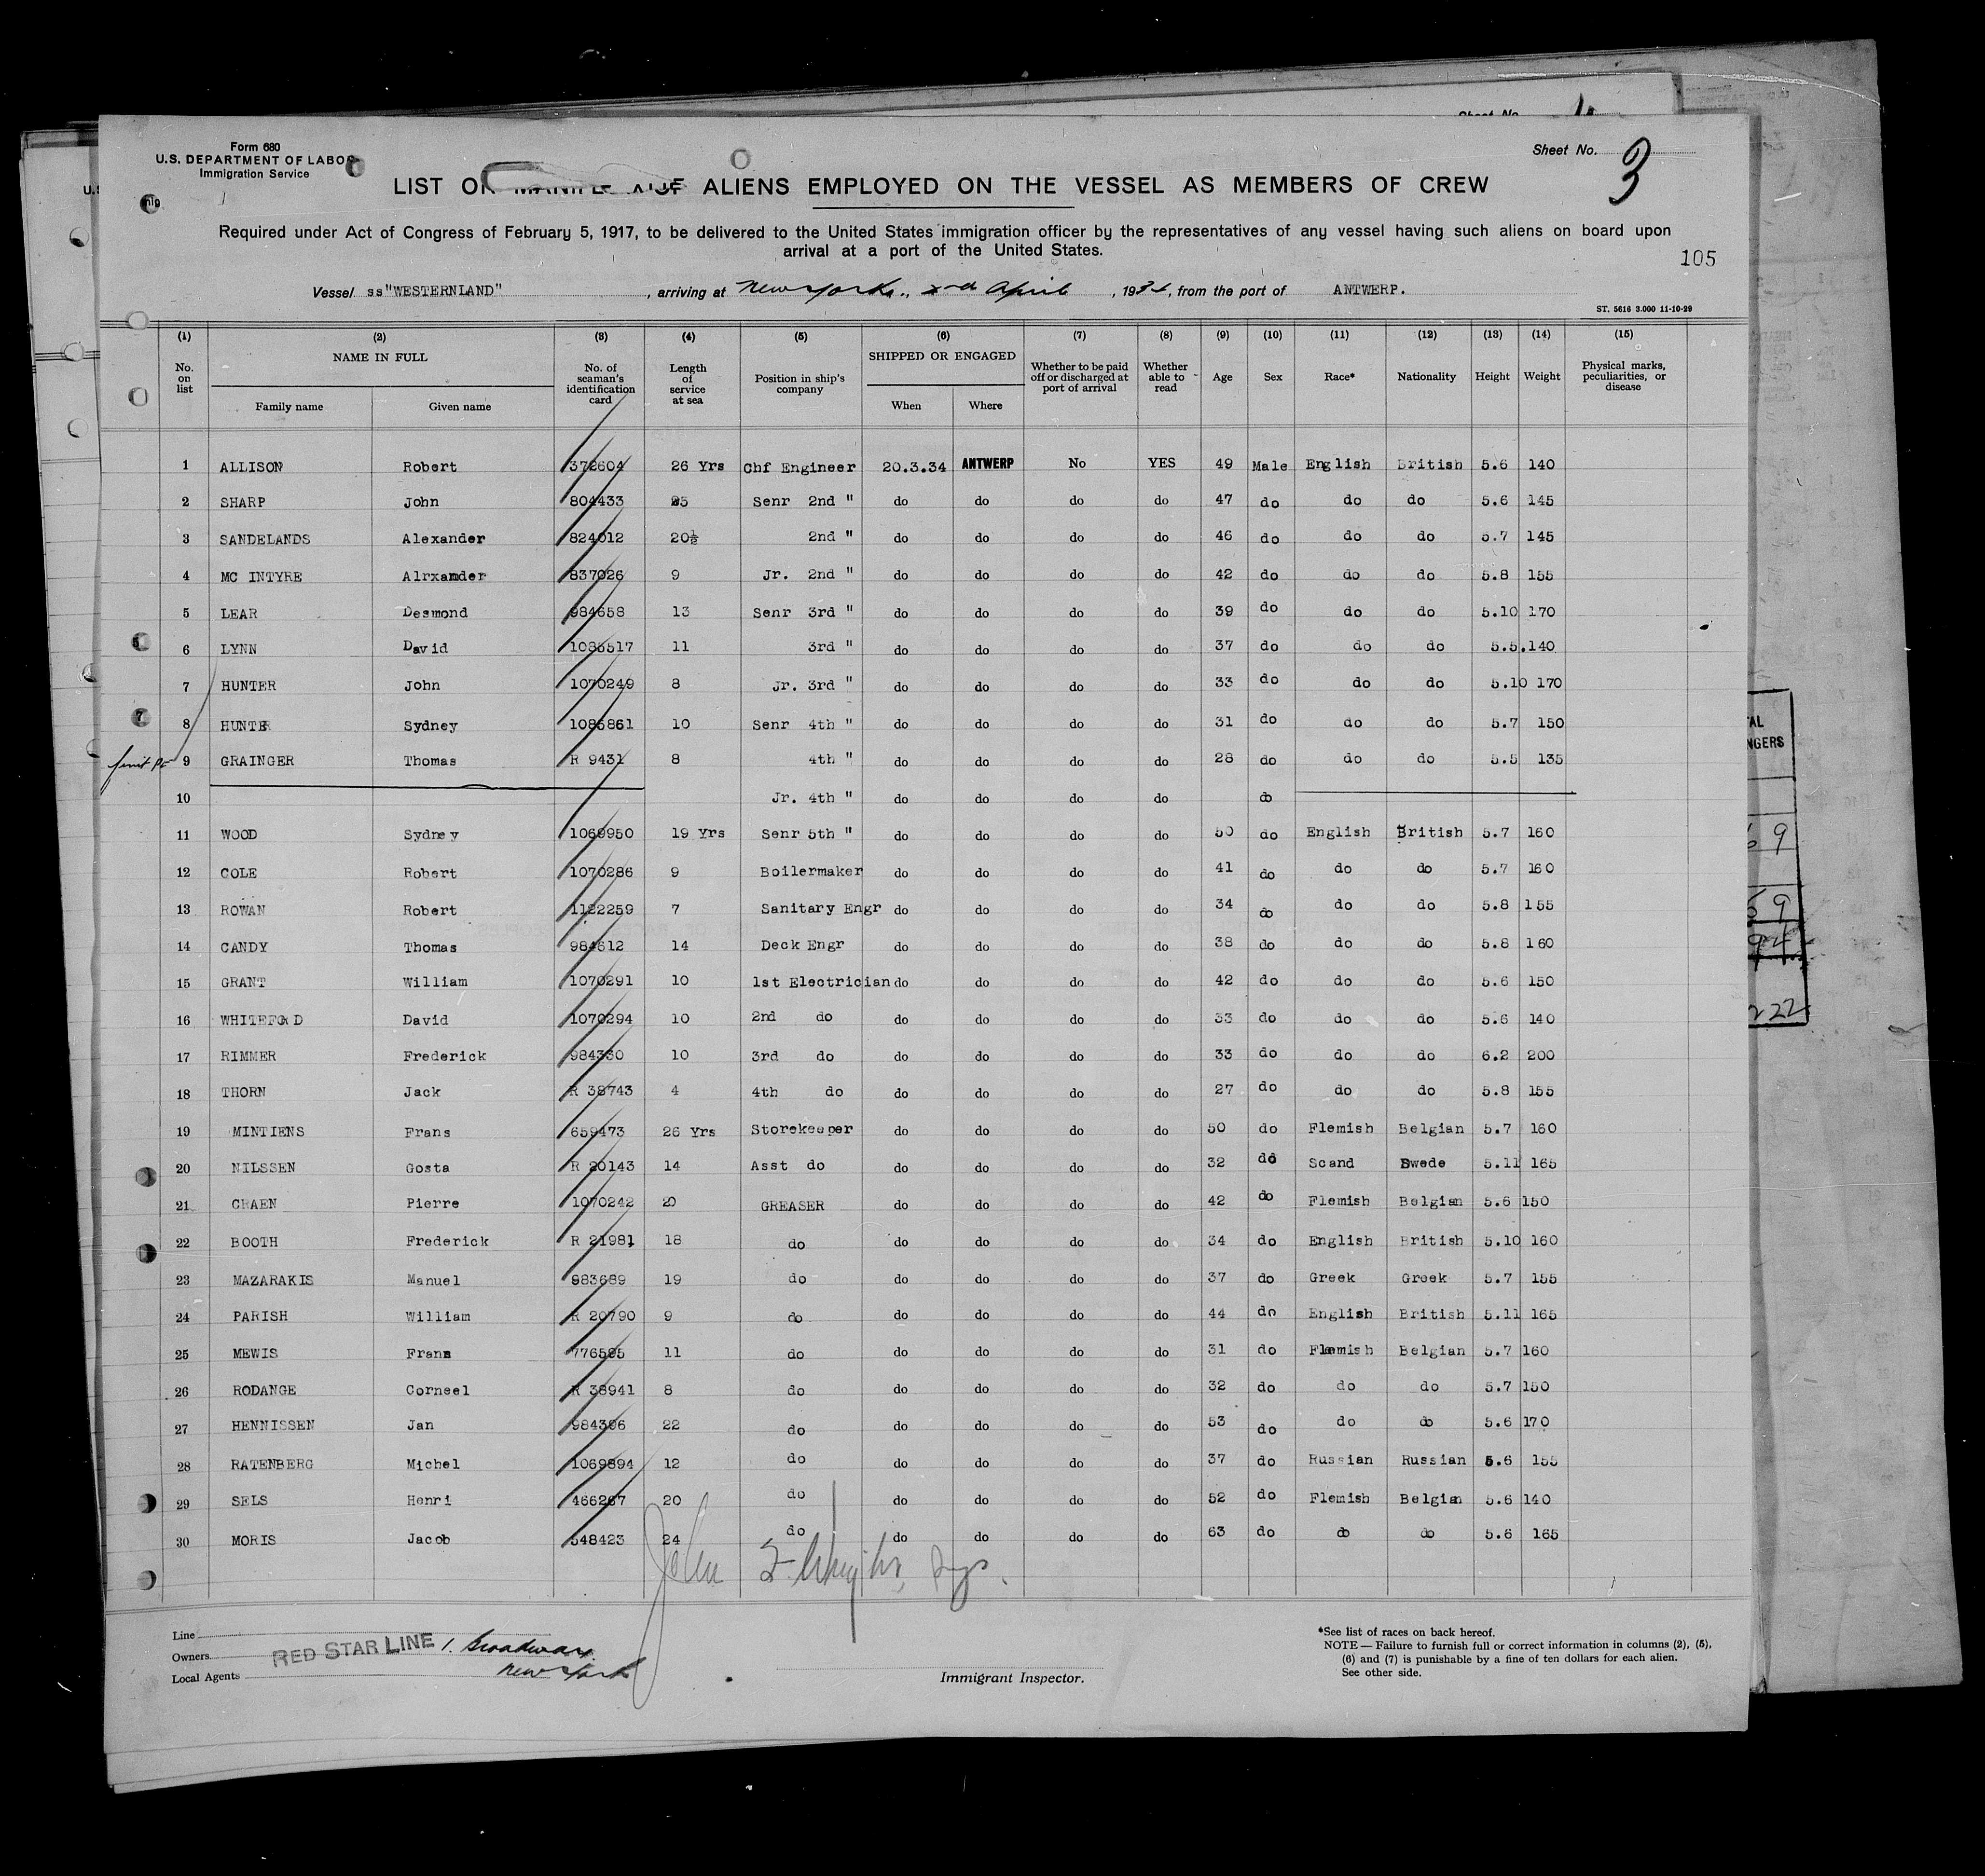 Sheet No. 4
Form 680
U.S. DEPARTMENT OF LABOR
Immigration Service
Sheet No. 3
LIST OR MANIFEST OF ALIENS EMPLOYED ON THE VESSEL AS MEMBERS OF CREW
Required under Act of Congress of February 5, 1917, to be delivered to the United States immigration officer by the representatives of any vessel having such aliens on board upon
arrival at a port of the United States.
105
Vessel ss"WESTERNLAND", arriving at New York, 2nd April, 1934, from the port of ANTWERP.
ST. 5616 3.000 11-10-29
(1) (2) (3) (4) (5) (6) (7) (8) (9) (10) (11) (12) (13) (14) (15)
No. on list NAME IN FULL Family name Given name No. of seaman's identification card Length of service at sea Position in ship's company SHIPPED OR ENGAGED When Where Whether to be paid off or discharged at port of arrival Whether able to read Age Sex Race* Nationality Height Weight Physical marks, peculiarities, or disease
1 ALLISON Robert 372604 26 Yrs Chf Engineer 20.3.34 ANTWERP No YES 49 Male English British 5.6 140
2 SHARP John 804433 25 Senr 2nd " do do do do 47 do do do 5.6 145
3 SANDELANDS Alexander 824012 20½ 2nd " do do do do 46 do do do 5.7 145
4 MC INTYRE Alrxander 837026 9 Jr. 2nd " do do do do 42 do do do 5.8 155
5 LEAR Desmond 984658 13 Senr 3rd " do do do do 39 do do do 5.10 170
6 LYNN David 1085517 11 3rd " do do do do 37 do do do 5.5. 140
7 HUNTER John 1070249 8 Jr. 3rd " do do do do 33 do do do 5.10 170
8 HUNTER Sydney 1086861 10 Senr 4th " do do do do 31 do do do 5.7 150
9 GRAINGER Thomas R 9431 8 4th " do do do do 28 do do do 5.5 135
10 Jr. 4th " do do do do do
11 WOOD Sydney 1069950 19 Yrs Senr 5th " do do do do 50 do English British 5.7 160
12 COLE Robert 1070286 9 Boilermaker do do do do 41 do do do 5.7 160
13 ROWAN Robert 1122259 7 Sanitary Engr do do do do 34 do do do 5.8 155
14 CANDY Thomas 984612 14 Deck Engr do do do do 38 do do do 5.8 160
15 GRANT William 1070291 10 1st Electrician do do do do 42 do do do 5.6 150
16 WHITEFORD David 1070294 10 2nd do do do do do 33 do do do 5.6 140
17 RIMMER Frederick 984330 10 3rd do do do do do 33 do do do 6.2 200
18 THORN Jack R 38743 4 4th do do do do do 27 do do do 5.8 155
19 MINTIENS Frans 659473 26 Yrs Storekeeper do do do do 50 do Flemish Belgian 5.7 160
20 NILSSEN Gosta R 20143 14 Asst do do do do do 32 do Scand Swede 5.11 165
21 CRAEN Pierre 1070242 20 GREASER do do do do 42 do Flemish Belgian 5.6 150
22 BOOTH Frederick R 21981 18 do do do do do 34 do English British 5.10 160
23 MAZARAKIS Manuel 983689 19 do do do do do 37 do Greek Greek 5.7 155
24 PARISH William R 20790 9 do do do do do 44 do English British 5.11 165
25 MEWIS Frans 776595 11 do do do do do 31 do Flemish Belgian 5.7 160
26 RODANGE Corneel R 38941 8 do do do do do 32 do do do 5.7 150
27 HENNISSEN Jan 984396 22 do do do do do 53 do do do 5.6 170
28 RATENBERG Michel 1069894 12 do do do do do 37 do Russian Russian 5.6 155
29 SELS Henri 466267 20 do do do do do 52 do Flemish Belgian 5.6 140
30 MORIS Jacob 548423 24 do do do do do 63 do do do 5.6 165
John
Line
Owners RED STAR LINE 1. Broadway.
Local Agents New York
Immigrant Inspector.
*See list of races on back hereof.
NOTE — Failure to furnish full or correct information in columns (2), (5),
(6) and (7) is punishable by a fine of ten dollars for each alien.
See other side.